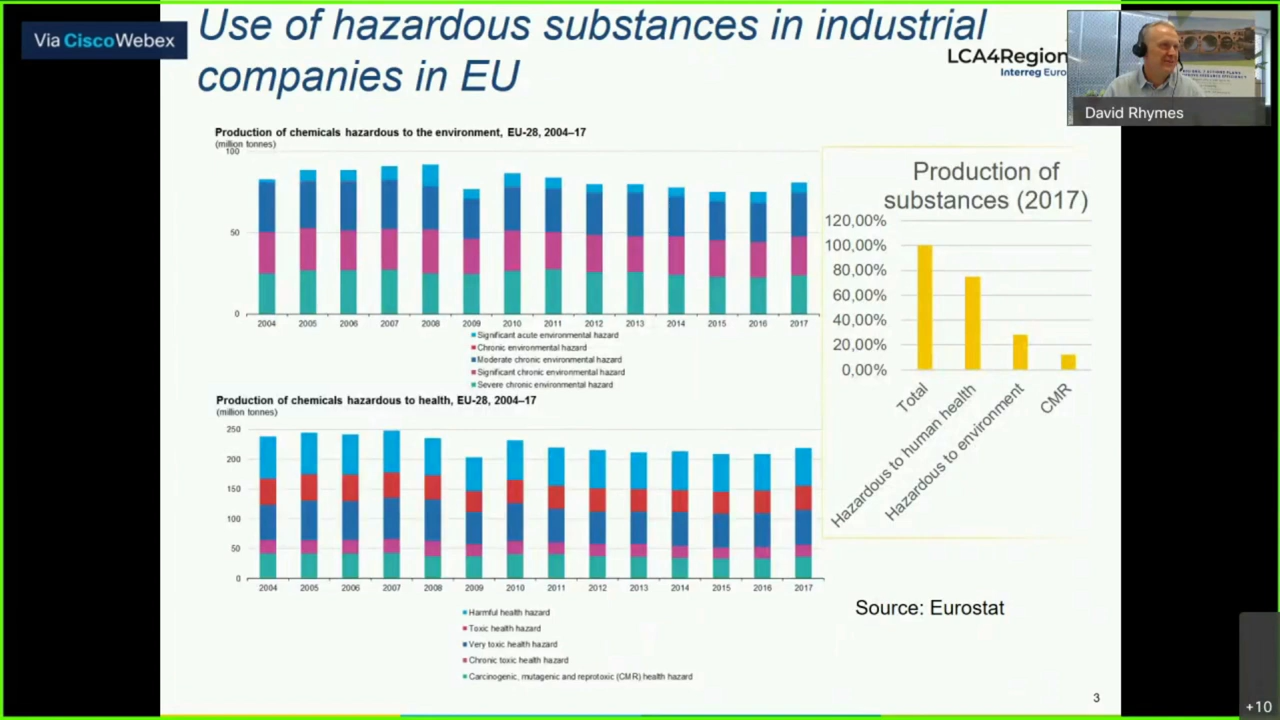 Via CiscoWebex
Use of hazardous substances in industrial
companies in EU
LCA4Region
Interreg Euro
David Rhymes
Production of chemicals hazardous to the environment, EU-28, 2004–17
(million tonnes)
100
50
0
2004 2005 2006 2007 2008 2009 2010 2011 2012 2013 2014 2015 2016 2017
Significant acute environmental hazard
Chronic environmental hazard
Moderate chronic environmental hazard
Significant chronic environmental hazard
Severe chronic environmental hazard
Production of chemicals hazardous to health, EU-28, 2004–17
(million tonnes)
250
200
150
100
50
0
2004 2005 2006 2007 2008 2009 2010 2011 2012 2013 2014 2015 2016 2017
Harmful health hazard
Toxic health hazard
Very toxic health hazard
Chronic toxic health hazard
Carcinogenic, mutagenic and reprotoxic (CMR) health hazard
Production of
substances (2017)
120,00%
100,00%
80,00%
60,00%
40,00%
20,00%
0,00%
Total
Hazardous to human health
Hazardous to environment
CMR
Source: Eurostat
3
+10